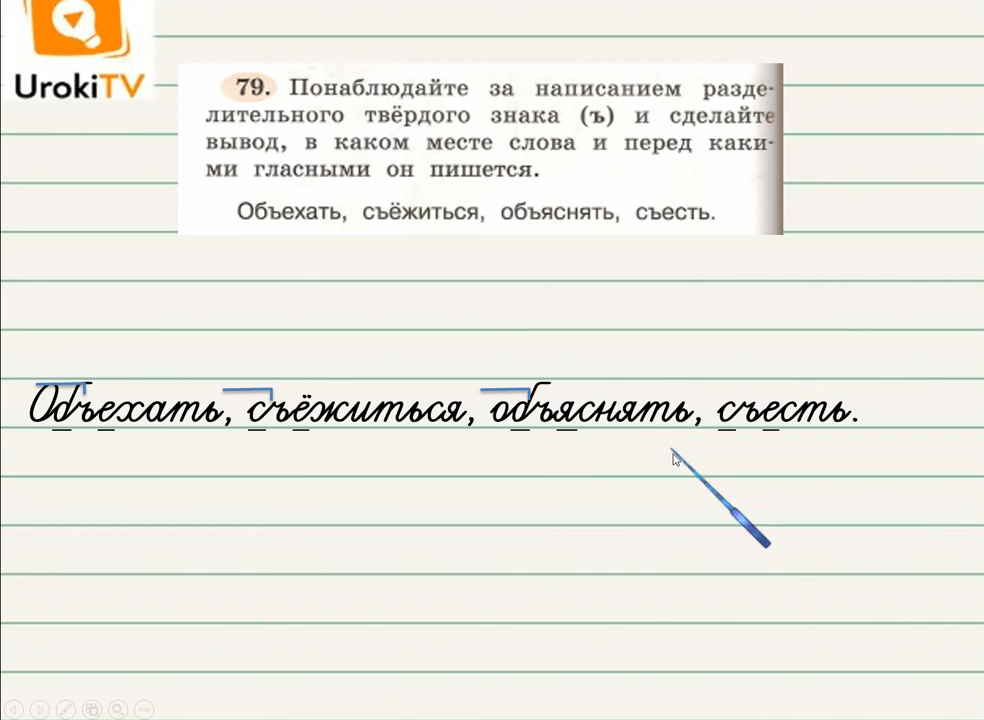 UrokiTV
79. Понаблюдайте за написанием разде-
лительного твёрдого знака (ъ) и сделайте
вывод, в каком месте слова и перед каки-
ми гласными он пишется.
Объехать, съёжиться, объяснять, съесть.
Объехать, съёжиться, объяснять, съесть.